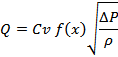 Q = Cv f(x)√(ΔP/ρ)